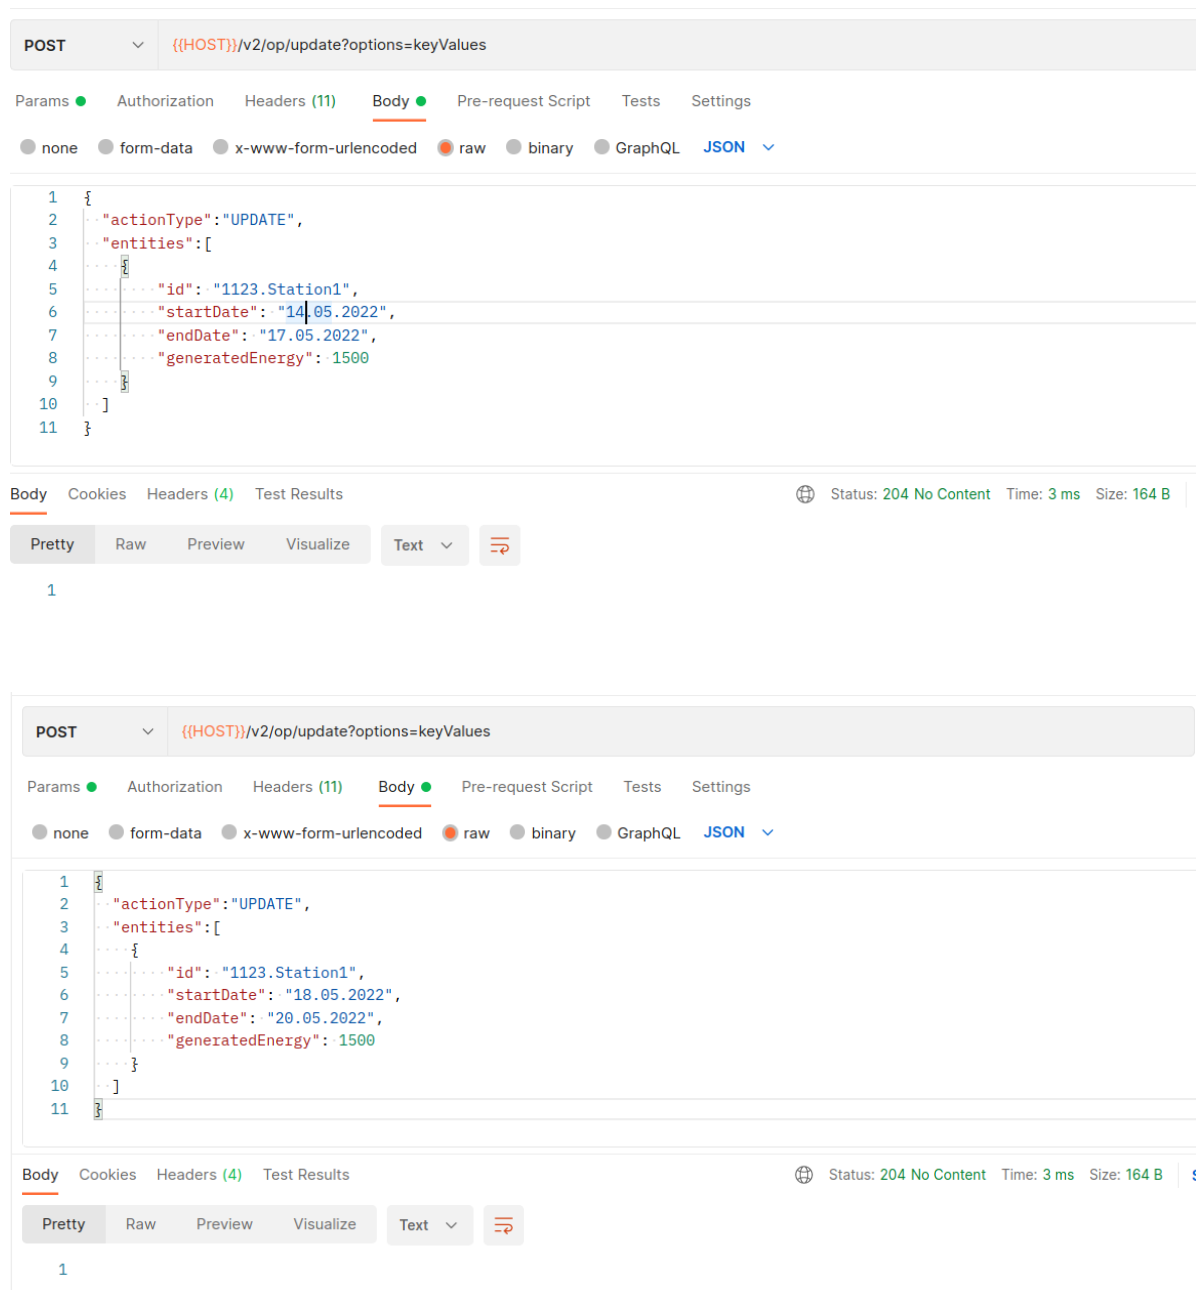 POST {{HOST}}/v2/op/update?options=keyValues
Params Authorization Headers (11) Body Pre-request Script Tests Settings
none form-data x-www-form-urlencoded raw binary GraphQL JSON
1 {
2 "actionType":"UPDATE",
3 "entities":[
4 {
5 "id": "1123.Station1",
6 "startDate": "14.05.2022",
7 "endDate": "17.05.2022",
8 "generatedEnergy": 1500
9 }
10 ]
11 }
Body Cookies Headers (4) Test Results Status: 204 No Content Time: 3 ms Size: 164 B
Pretty Raw Preview Visualize Text
1
POST {{HOST}}/v2/op/update?options=keyValues
Params Authorization Headers (11) Body Pre-request Script Tests Settings
none form-data x-www-form-urlencoded raw binary GraphQL JSON
1 {
2 "actionType":"UPDATE",
3 "entities":[
4 {
5 "id": "1123.Station1",
6 "startDate": "18.05.2022",
7 "endDate": "20.05.2022",
8 "generatedEnergy": 1500
9 }
10 ]
11 }
Body Cookies Headers (4) Test Results Status: 204 No Content Time: 3 ms Size: 164 B
Pretty Raw Preview Visualize Text
1